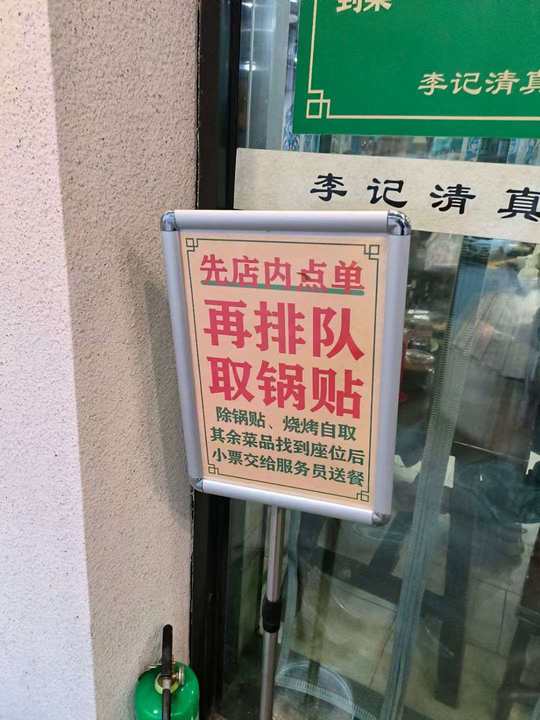 李记清真
李记清真
先店内点单
再排队
取锅贴
除锅贴、烧烤自取
其余菜品找到座位后
小票交给服务员送餐